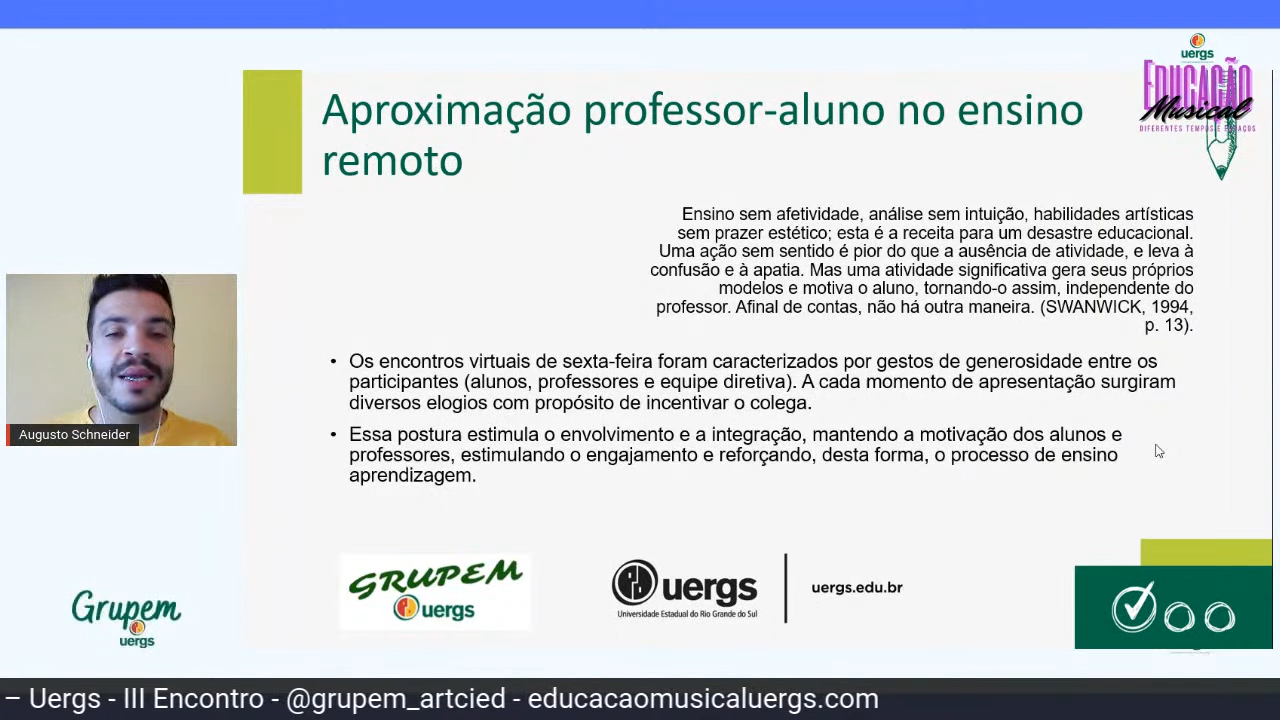 uergs
EDUCAÇÃO
Musical
DIFERENTES TEMPOS E ESPAÇOS
Aproximação professor-aluno no ensino
remoto
Ensino sem afetividade, análise sem intuição, habilidades artísticas
sem prazer estético; esta é a receita para um desastre educacional.
Uma ação sem sentido é pior do que a ausência de atividade, e leva à
confusão e à apatia. Mas uma atividade significativa gera seus próprios
modelos e motiva o aluno, tornando-o assim, independente do
professor. Afinal de contas, não há outra maneira. (SWANWICK, 1994,
p. 13).
• Os encontros virtuais de sexta-feira foram caracterizados por gestos de generosidade entre os
participantes (alunos, professores e equipe diretiva). A cada momento de apresentação surgiram
diversos elogios com propósito de incentivar o colega.
• Essa postura estimula o envolvimento e a integração, mantendo a motivação dos alunos e
professores, estimulando o engajamento e reforçando, desta forma, o processo de ensino
aprendizagem.
Augusto Schneider
Grupem
uergs
GRUPEM
uergs
uergs
Universidade Estadual do Rio Grande do Sul
uergs.edu.br
– Uergs - III Encontro - @grupem_artcied - educacaomusicaluergs.com